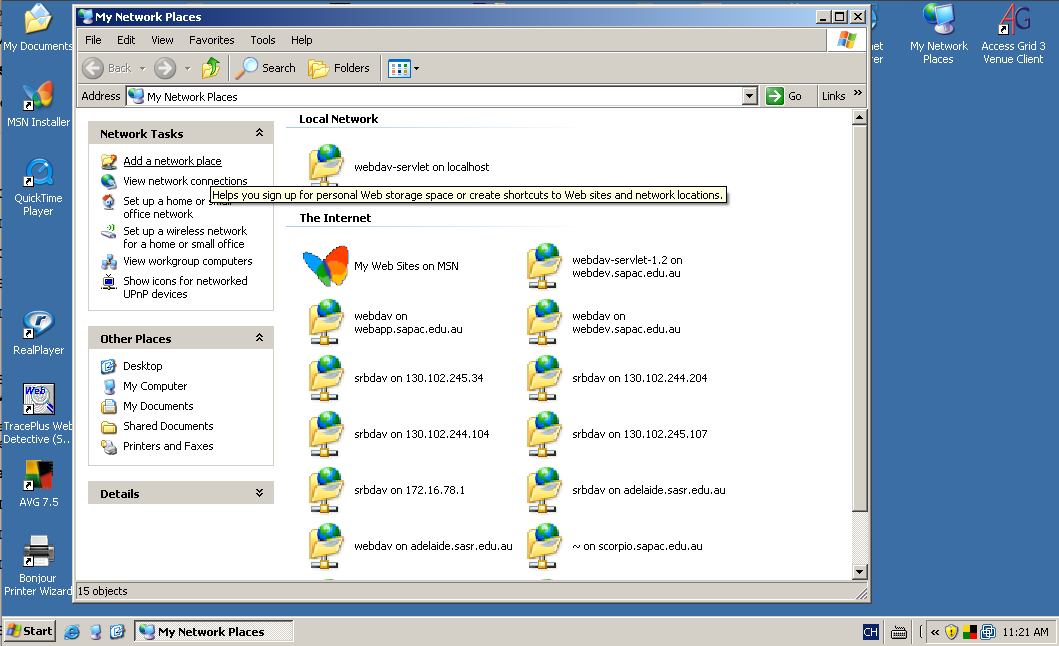 My Documents
MSN Installer
QuickTime
Player
RealPlayer
Web
TracePlus Web
Detective (S...
AVG 7.5
Bonjour
Printer Wizard
My Network Places
File Edit View Favorites Tools Help
Back Search Folders
Address My Network Places Go Links »
Network Tasks
Add a network place
View network connections
Set up a home or small
office network
Set up a wireless network
for a home or small office
View workgroup computers
Show icons for networked
UPnP devices
Other Places
Desktop
My Computer
My Documents
Shared Documents
Printers and Faxes
Details
Local Network
webdav-servlet on localhost
Helps you sign up for personal Web storage space or create shortcuts to Web sites and network locations.
The Internet
My Web Sites on MSN
webdav-servlet-1.2 on
webdev.sapac.edu.au
webdav on
webapp.sapac.edu.au
webdav on
webdev.sapac.edu.au
srbdav on 130.102.245.34
srbdav on 130.102.244.204
srbdav on 130.102.244.104
srbdav on 130.102.245.107
srbdav on 172.16.78.1
srbdav on adelaide.sasr.edu.au
webdav on adelaide.sasr.edu.au
~ on scorpio.sapac.edu.au
15 objects
My Network
Places
AG
Access Grid 3
Venue Client
Start My Network Places CH « 11:21 AM